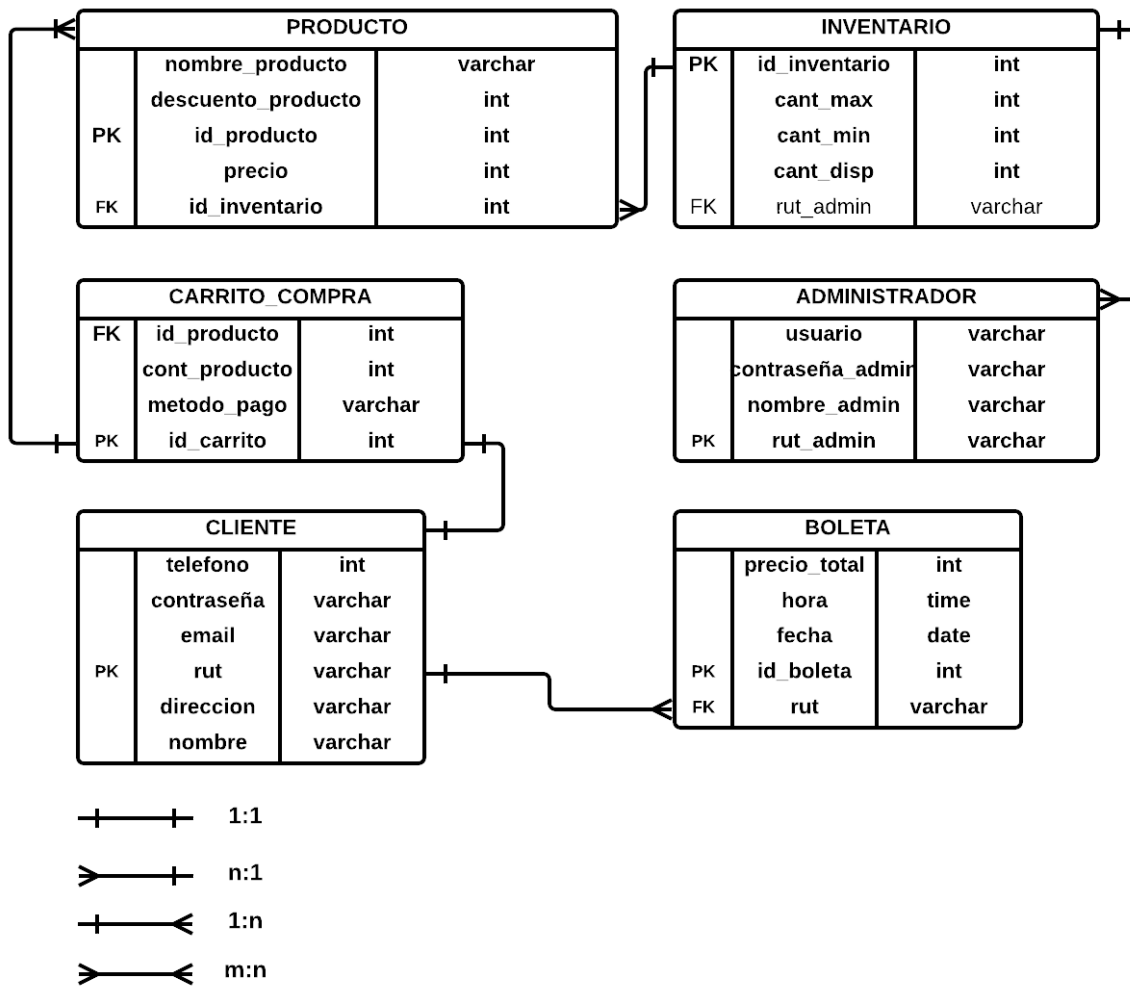 PRODUCTO
nombre_producto varchar
descuento_producto int
PK id_producto int
precio int
FK id_inventario int
INVENTARIO
PK id_inventario int
cant_max int
cant_min int
cant_disp int
FK rut_admin varchar
CARRITO_COMPRA
FK id_producto int
cont_producto int
metodo_pago varchar
PK id_carrito int
ADMINISTRADOR
usuario varchar
contraseña_admin varchar
nombre_admin varchar
PK rut_admin varchar
CLIENTE
telefono int
contraseña varchar
email varchar
PK rut varchar
direccion varchar
nombre varchar
BOLETA
precio_total int
hora time
fecha date
PK id_boleta int
FK rut varchar
1:1
n:1
1:n
m:n